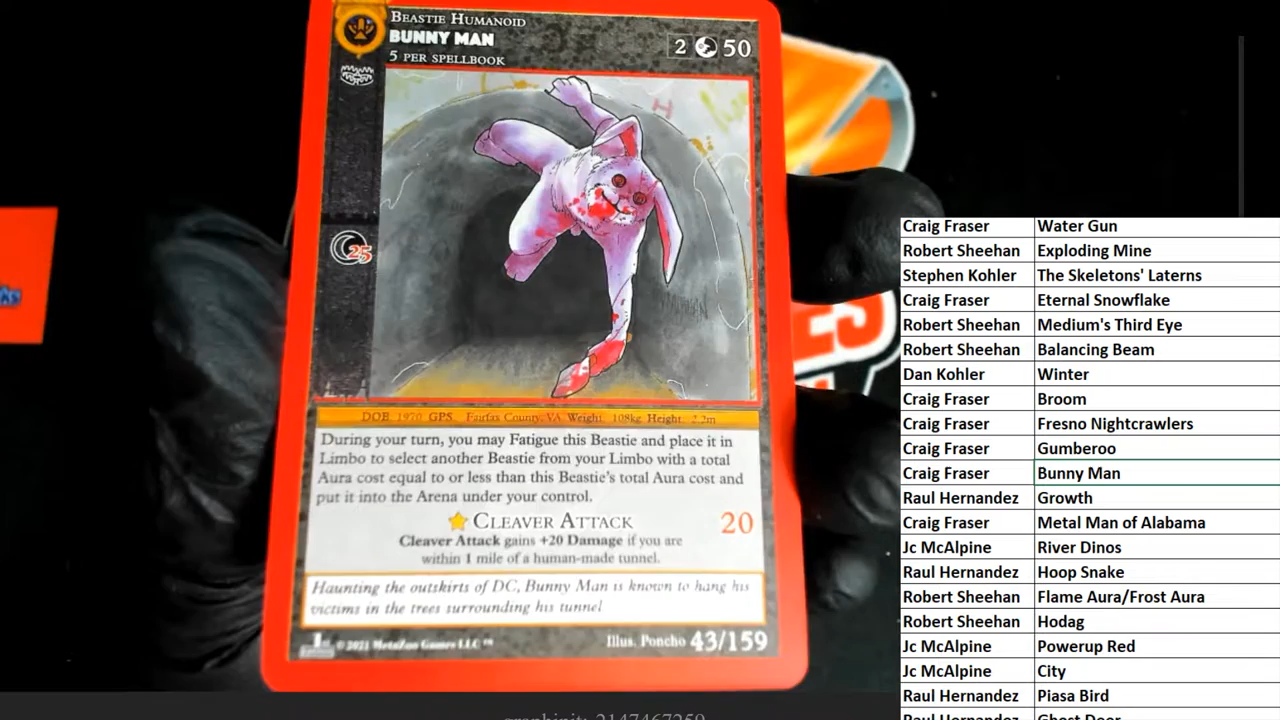 BEASTIE HUMANOID
BUNNY MAN
2 50
5 PER SPELLBOOK
25
DOB. 1970 GPS. Fairfax County, VA Weight. 108kg Height. 2.2m
During your turn, you may Fatigue this Beastie and place it in
Limbo to select another Beastie from your Limbo with a total
Aura cost equal to or less than this Beastie's total Aura cost and
put it into the Arena under your control.
CLEAVER ATTACK 20
Cleaver Attack gains +20 Damage if you are
within 1 mile of a human-made tunnel.
Haunting the outskirts of DC, Bunny Man is known to hang his
victims in the trees surrounding his tunnel
© 2021 MetaZoo Games LLC ™ Illus. Poncho 43/159
Craig Fraser Water Gun
Robert Sheehan Exploding Mine
Stephen Kohler The Skeletons' Laterns
Craig Fraser Eternal Snowflake
Robert Sheehan Medium's Third Eye
Robert Sheehan Balancing Beam
Dan Kohler Winter
Craig Fraser Broom
Craig Fraser Fresno Nightcrawlers
Craig Fraser Gumberoo
Craig Fraser Bunny Man
Raul Hernandez Growth
Craig Fraser Metal Man of Alabama
Jc McAlpine River Dinos
Raul Hernandez Hoop Snake
Robert Sheehan Flame Aura/Frost Aura
Robert Sheehan Hodag
Jc McAlpine Powerup Red
Jc McAlpine City
Raul Hernandez Piasa Bird
Raul Hernandez Ghost Deer